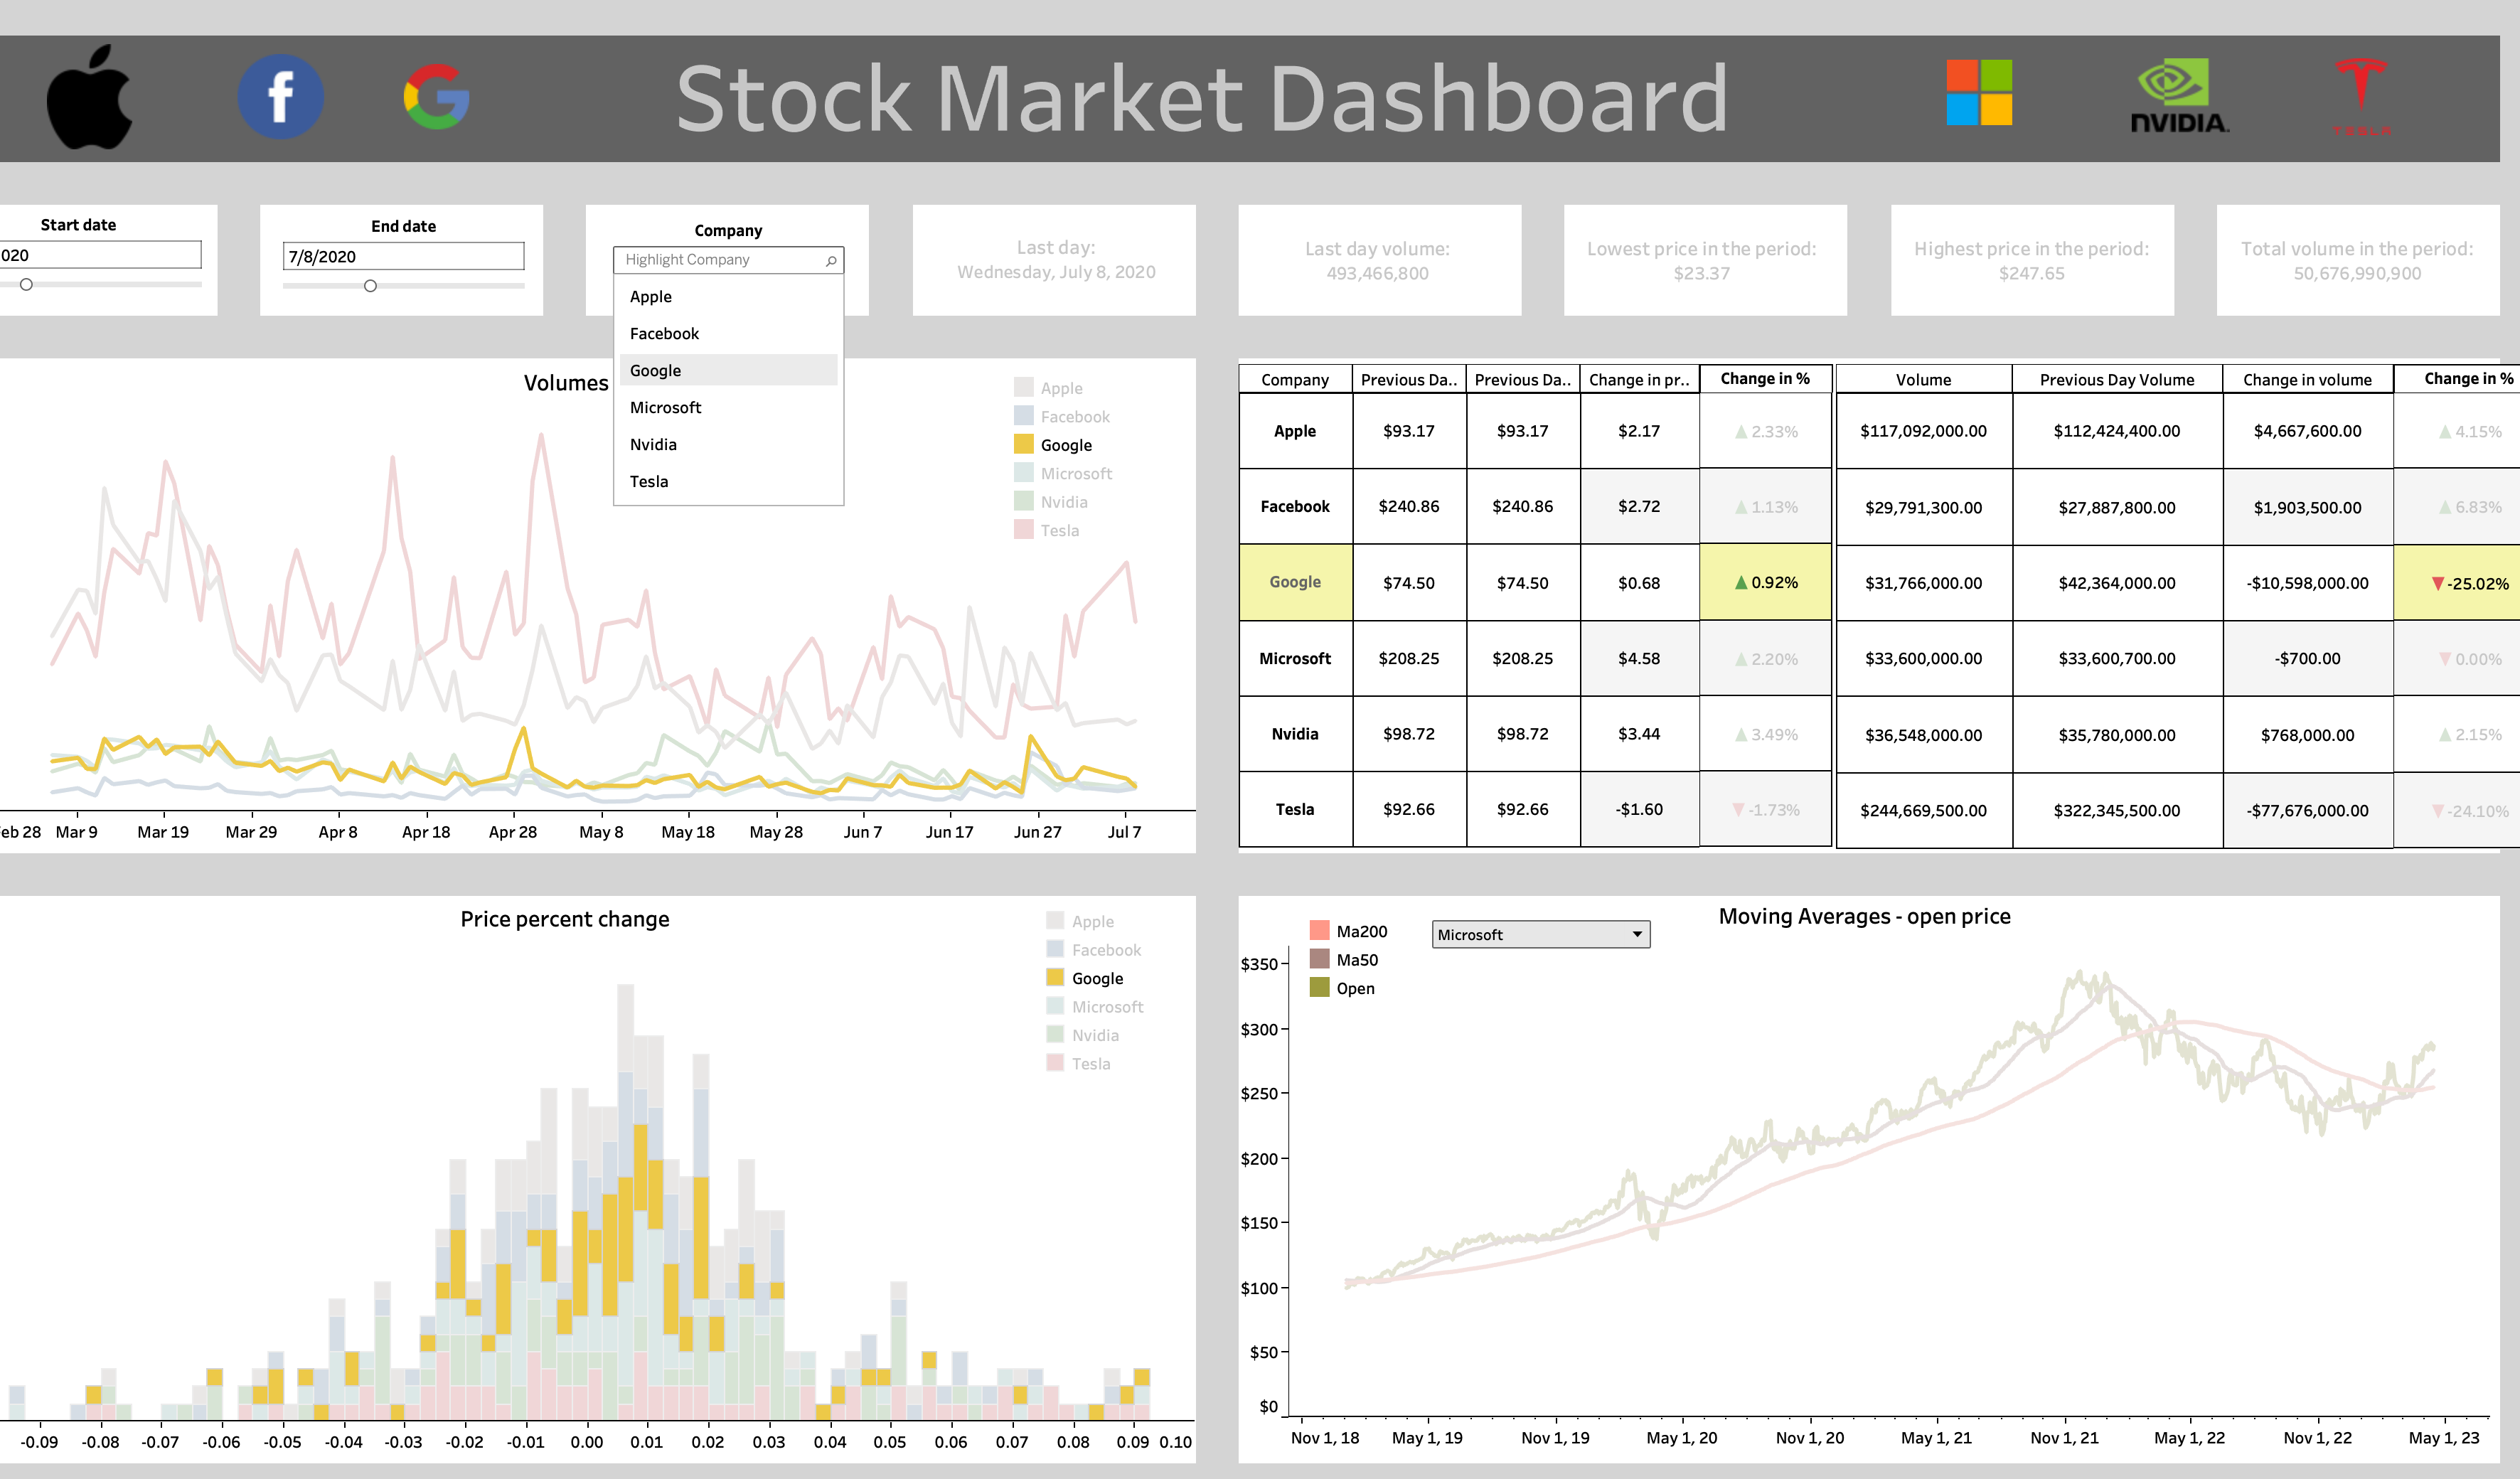 Stock Market Dashboard
NVIDIA.
TESLA
Start date
020
End date
7/8/2020
Company
Highlight Company
Apple
Facebook
Google
Microsoft
Nvidia
Tesla
Last day:
Wednesday, July 8, 2020
Last day volume:
493,466,800
Lowest price in the period:
$23.37
Highest price in the period:
$247.65
Total volume in the period:
50,676,990,900
Volumes
Apple
Facebook
Google
Microsoft
Nvidia
Tesla
eb 28 Mar 9 Mar 19 Mar 29 Apr 8 Apr 18 Apr 28 May 8 May 18 May 28 Jun 7 Jun 17 Jun 27 Jul 7
Company Previous Da.. Previous Da.. Change in pr.. Change in % Volume Previous Day Volume Change in volume Change in %
Apple $93.17 $93.17 $2.17 ▲ 2.33% $117,092,000.00 $112,424,400.00 $4,667,600.00 ▲ 4.15%
Facebook $240.86 $240.86 $2.72 ▲ 1.13% $29,791,300.00 $27,887,800.00 $1,903,500.00 ▲ 6.83%
Google $74.50 $74.50 $0.68 ▲ 0.92% $31,766,000.00 $42,364,000.00 -$10,598,000.00 ▼ -25.02%
Microsoft $208.25 $208.25 $4.58 ▲ 2.20% $33,600,000.00 $33,600,700.00 -$700.00 ▼ 0.00%
Nvidia $98.72 $98.72 $3.44 ▲ 3.49% $36,548,000.00 $35,780,000.00 $768,000.00 ▲ 2.15%
Tesla $92.66 $92.66 -$1.60 ▼ -1.73% $244,669,500.00 $322,345,500.00 -$77,676,000.00 ▼ -24.10%
Price percent change
Apple
Facebook
Google
Microsoft
Nvidia
Tesla
-0.09 -0.08 -0.07 -0.06 -0.05 -0.04 -0.03 -0.02 -0.01 0.00 0.01 0.02 0.03 0.04 0.05 0.06 0.07 0.08 0.09 0.10
Moving Averages - open price
Ma200
Ma50
Open
Microsoft
$350
$300
$250
$200
$150
$100
$50
$0
Nov 1, 18 May 1, 19 Nov 1, 19 May 1, 20 Nov 1, 20 May 1, 21 Nov 1, 21 May 1, 22 Nov 1, 22 May 1, 23